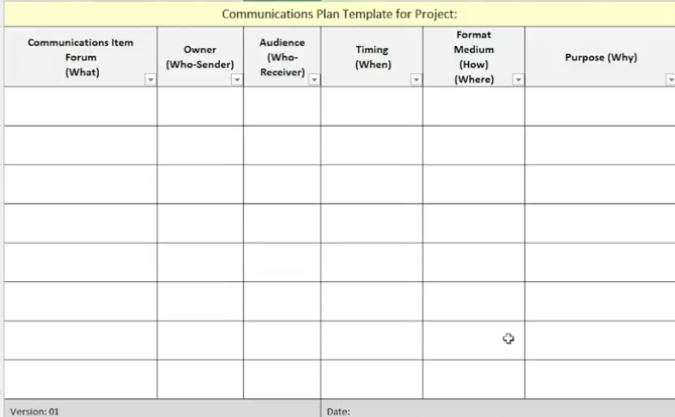 Communications Plan Template for Project:
Communications Item
Forum
(What)
Owner
(Who-Sender)
Audience
(Who-
Receiver)
Timing
(When)
Format
Medium
(How)
(Where)
Purpose (Why)
Version: 01
Date: